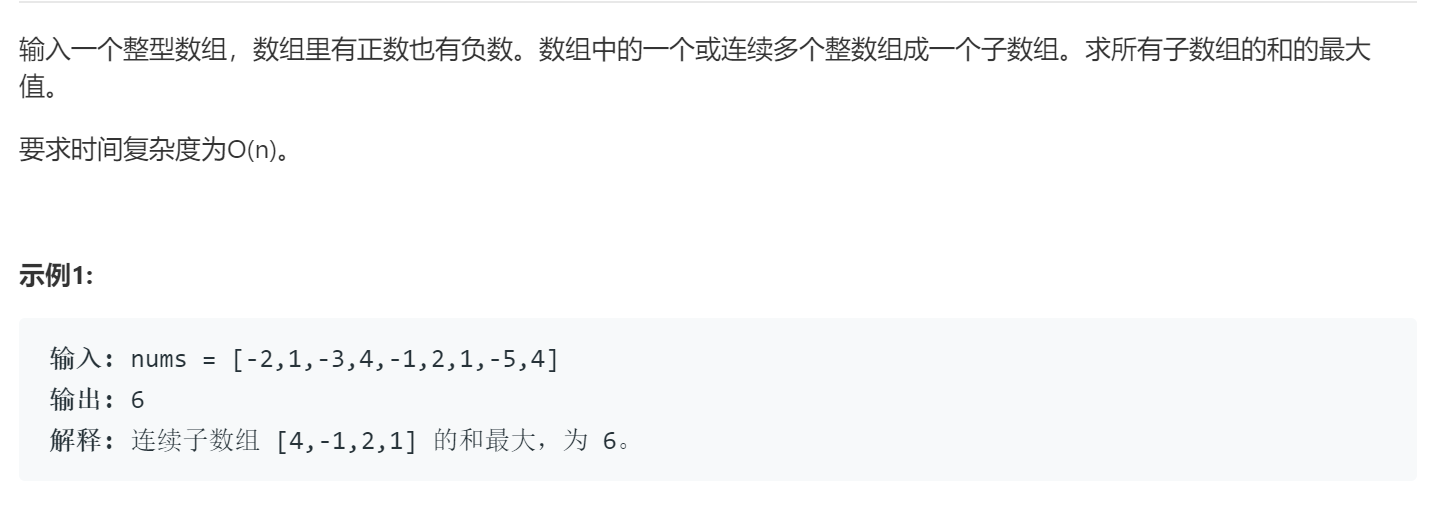 输入一个整型数组，数组里有正数也有负数。数组中的一个或连续多个整数组成一个子数组。求所有子数组的和的最大
值。
要求时间复杂度为O(n)。
示例1:
输入: nums = [-2,1,-3,4,-1,2,1,-5,4]
输出: 6
解释: 连续子数组 [4,-1,2,1] 的和最大，为 6。